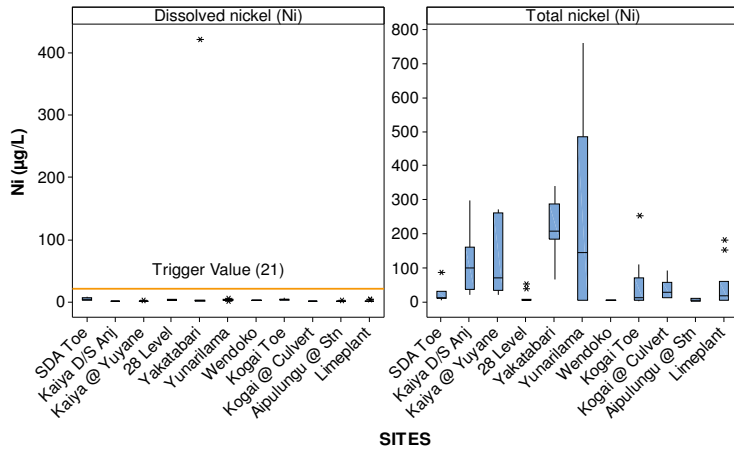 Dissolved nickel (Ni)
Total nickel (Ni)
Ni (µg/L)
400
300
200
100
0
Trigger Value (21)
800
700
600
500
400
300
200
100
0
SDA Toe
Kaiya D/S Anj
Kaiya @ Yuyane
28 Level
Yakatabari
Yunarilama
Wendoko
Kogai Toe
Kogai @ Culvert
Aipulungu @ Stn
Limeplant
SDA Toe
Kaiya D/S Anj
Kaiya @ Yuyane
28 Level
Yakatabari
Yunarilama
Wendoko
Kogai Toe
Kogai @ Culvert
Aipulungu @ Stn
Limeplant
SITES